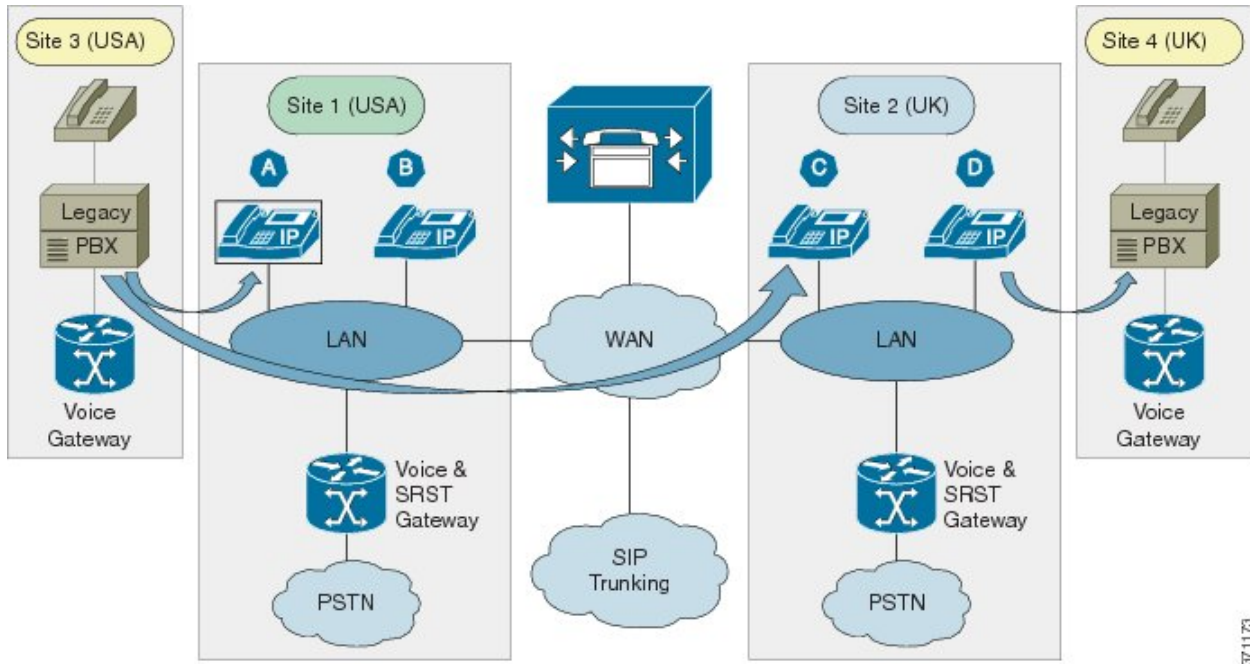 Site 3 (USA)
Site 4 (UK)
Site 1 (USA)
Site 2 (UK)
A
B
C
D
IP
IP
IP
IP
Legacy
PBX
Legacy
PBX
LAN
WAN
LAN
Voice
Gateway
Voice
Gateway
Voice &
SRST
Gateway
Voice &
SRST
Gateway
SIP
Trunking
PSTN
PSTN
371173